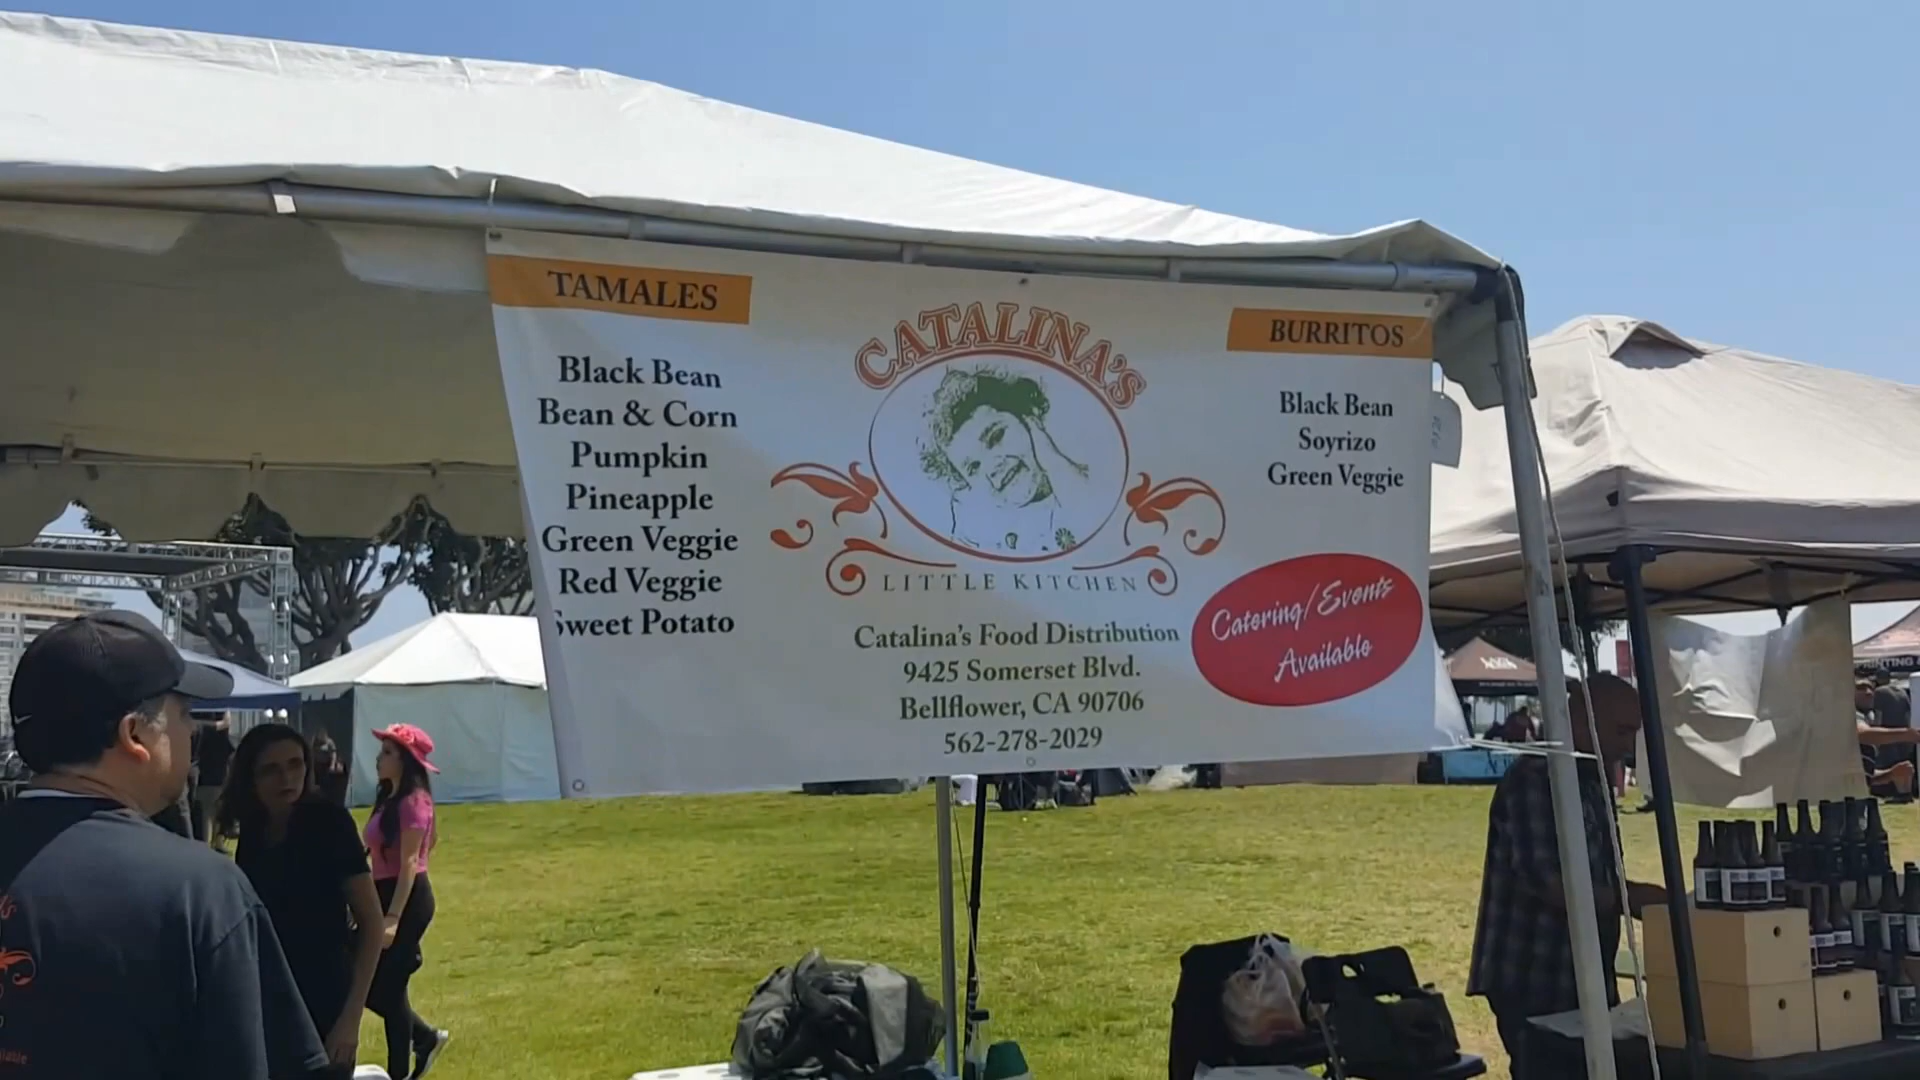 TAMALES
Black Bean
Bean & Corn
Pumpkin
Pineapple
Green Veggie
Red Veggie
Sweet Potato
CATALINA'S
LITTLE KITCHEN
Catalina's Food Distribution
9425 Somerset Blvd.
Bellflower, CA 90706
562-278-2029
BURRITOS
Black Bean
Soyrizo
Green Veggie
Catering/Events
Available